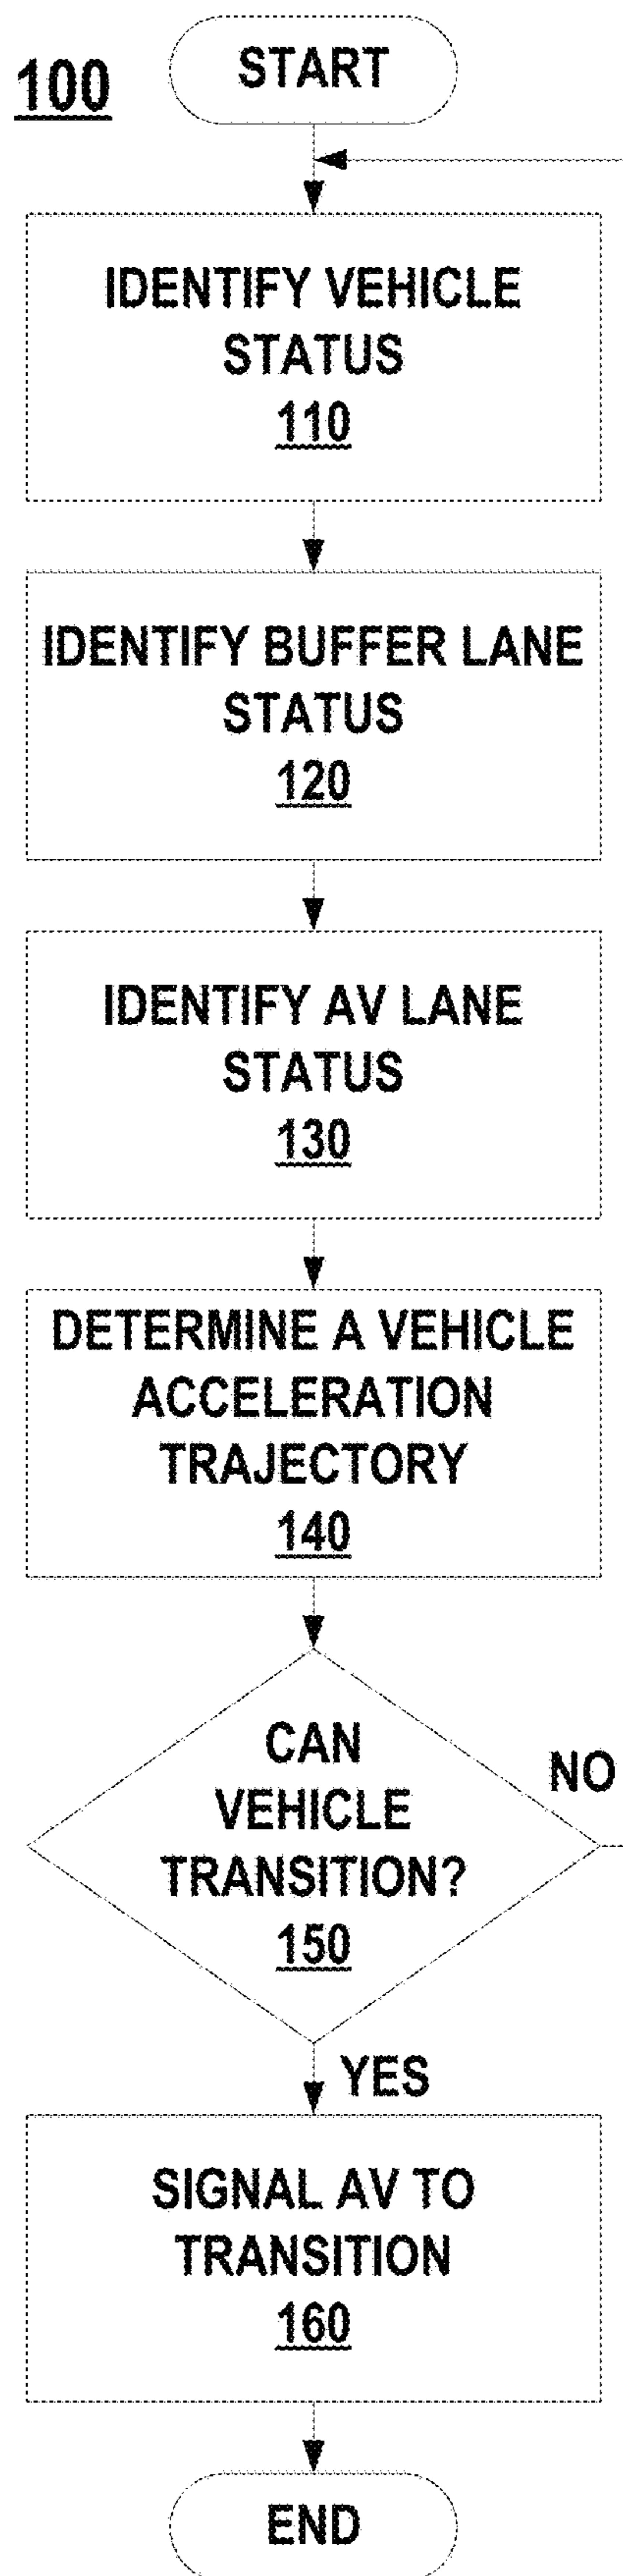 100
START
IDENTIFY VEHICLE
STATUS
110
IDENTIFY BUFFER LANE
STATUS
120
IDENTIFY AV LANE
STATUS
130
DETERMINE A VEHICLE
ACCELERATION
TRAJECTORY
140
CAN
VEHICLE
TRANSITION?
150
NO
YES
SIGNAL AV TO
TRANSITION
160
END